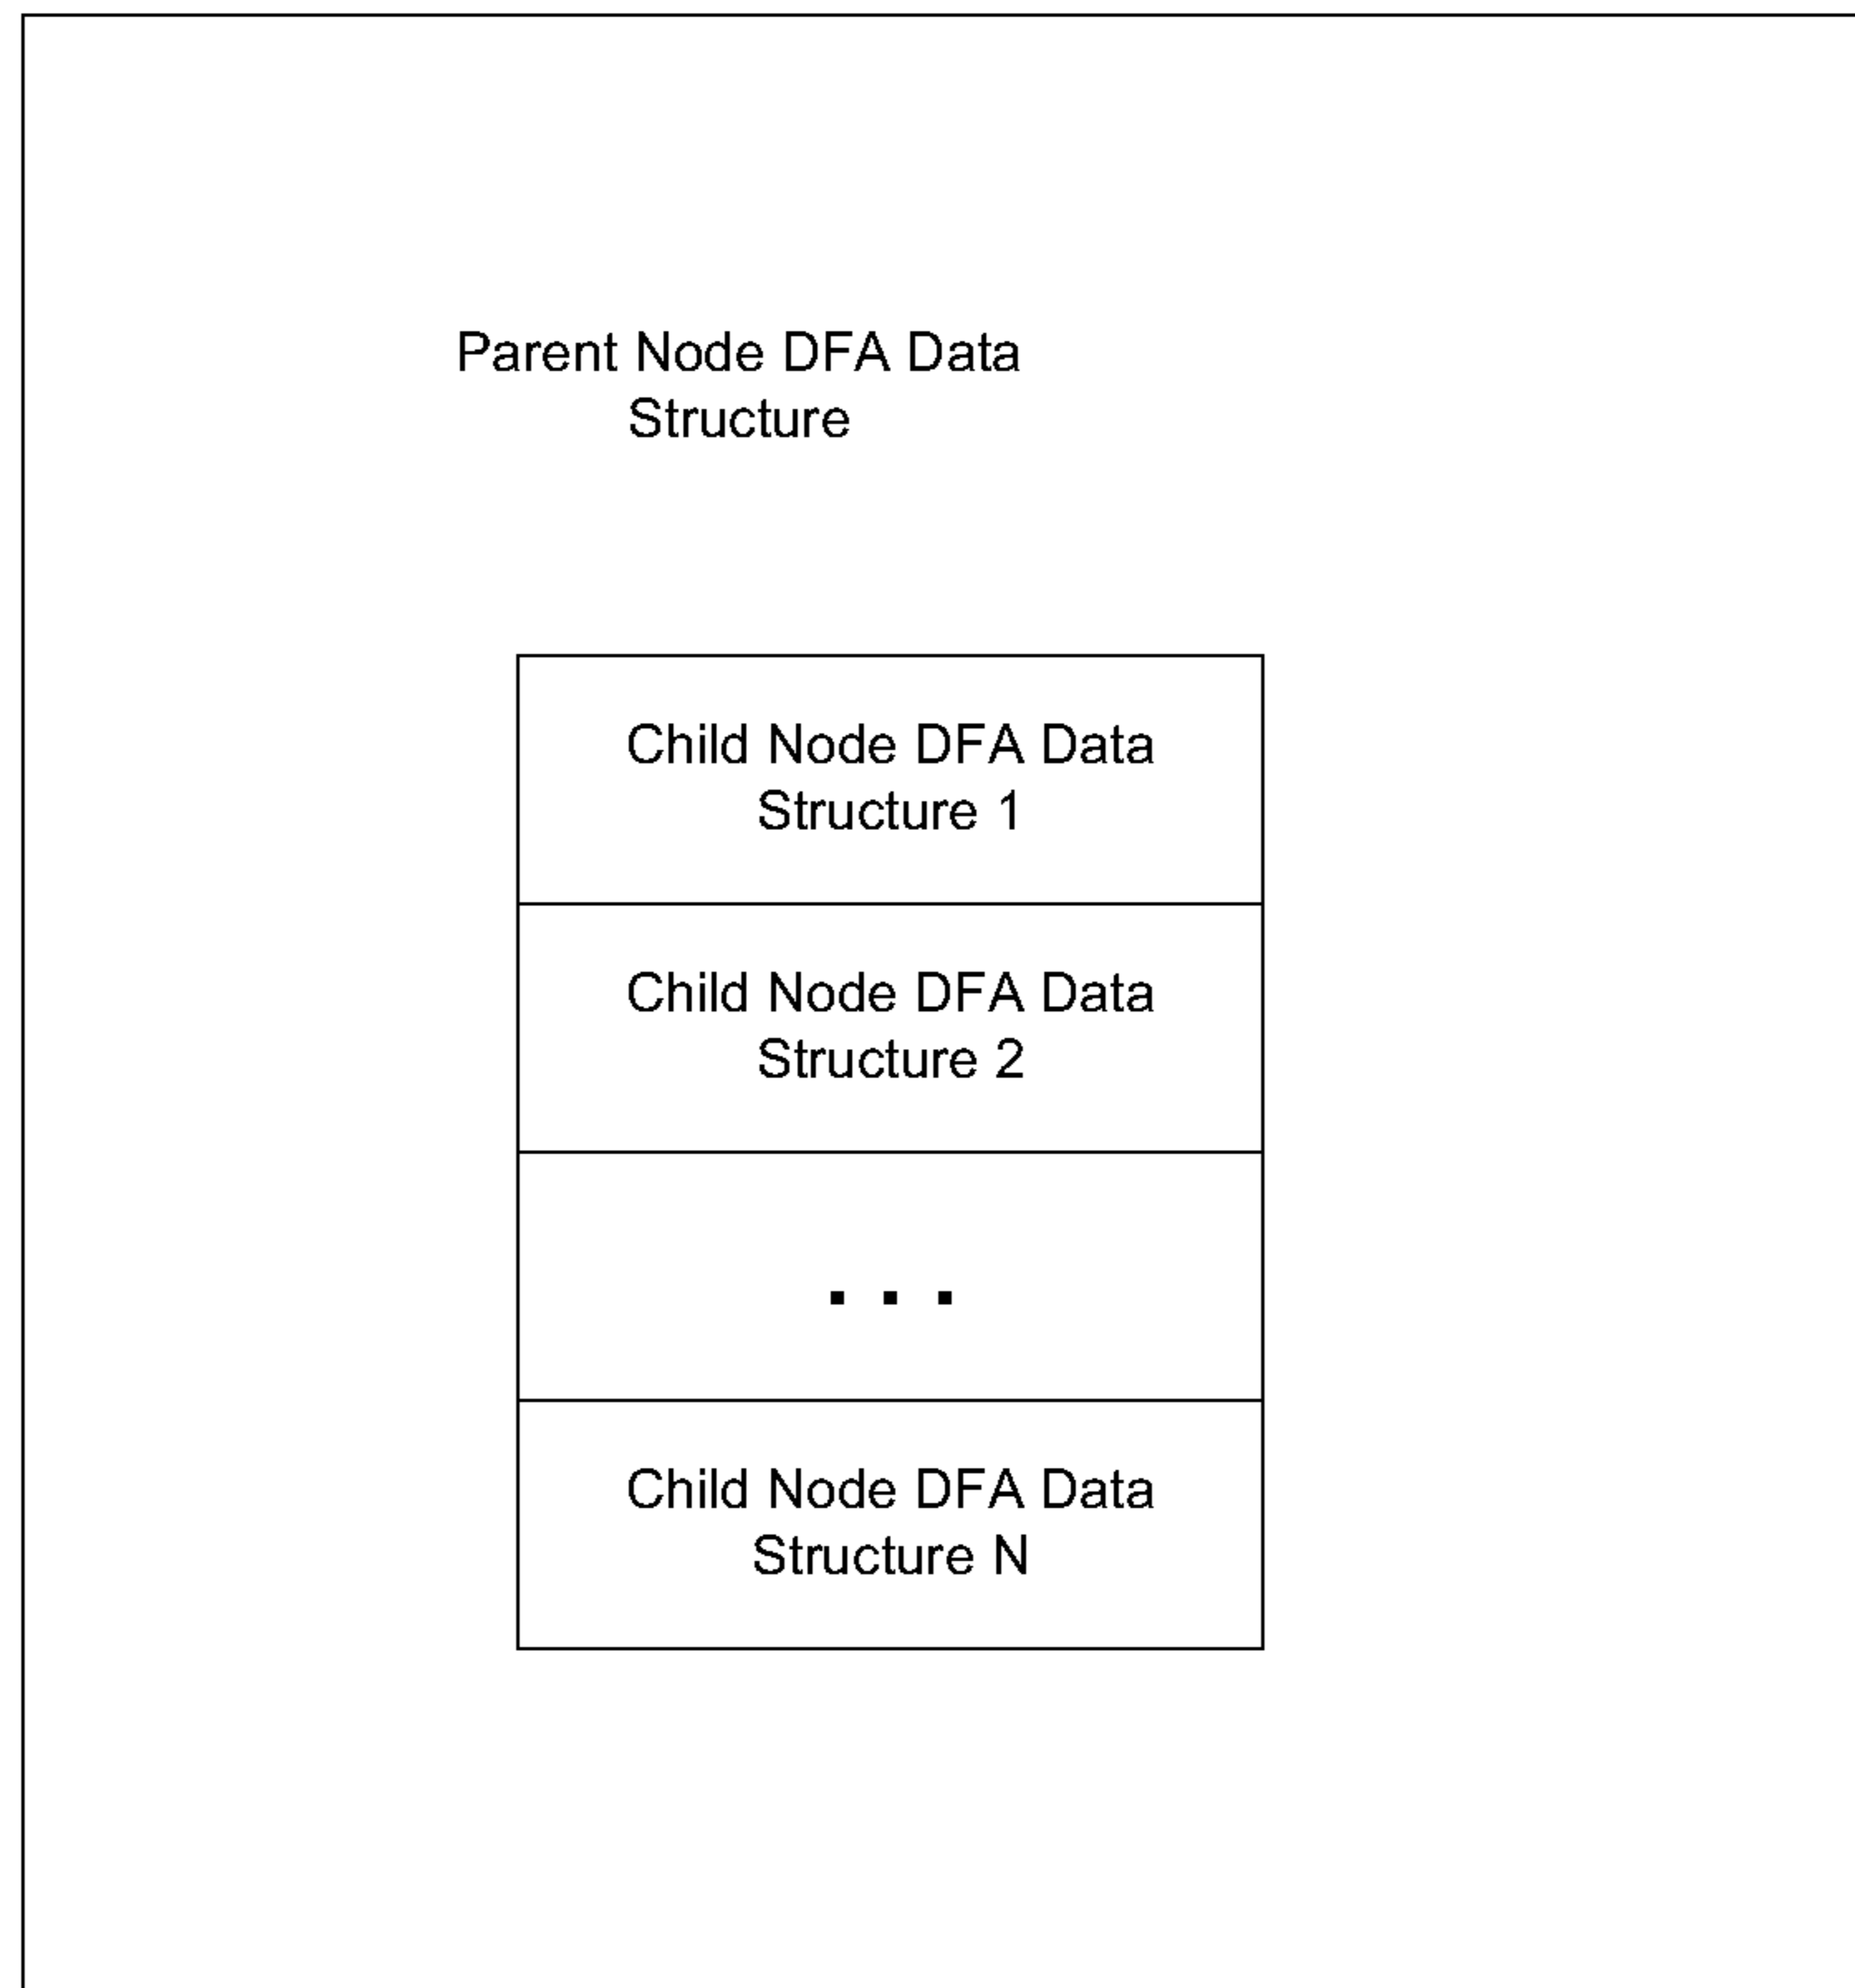 Parent Node DFA Data
Structure
Child Node DFA Data
Structure 1
Child Node DFA Data
Structure 2
. . .
Child Node DFA Data
Structure N